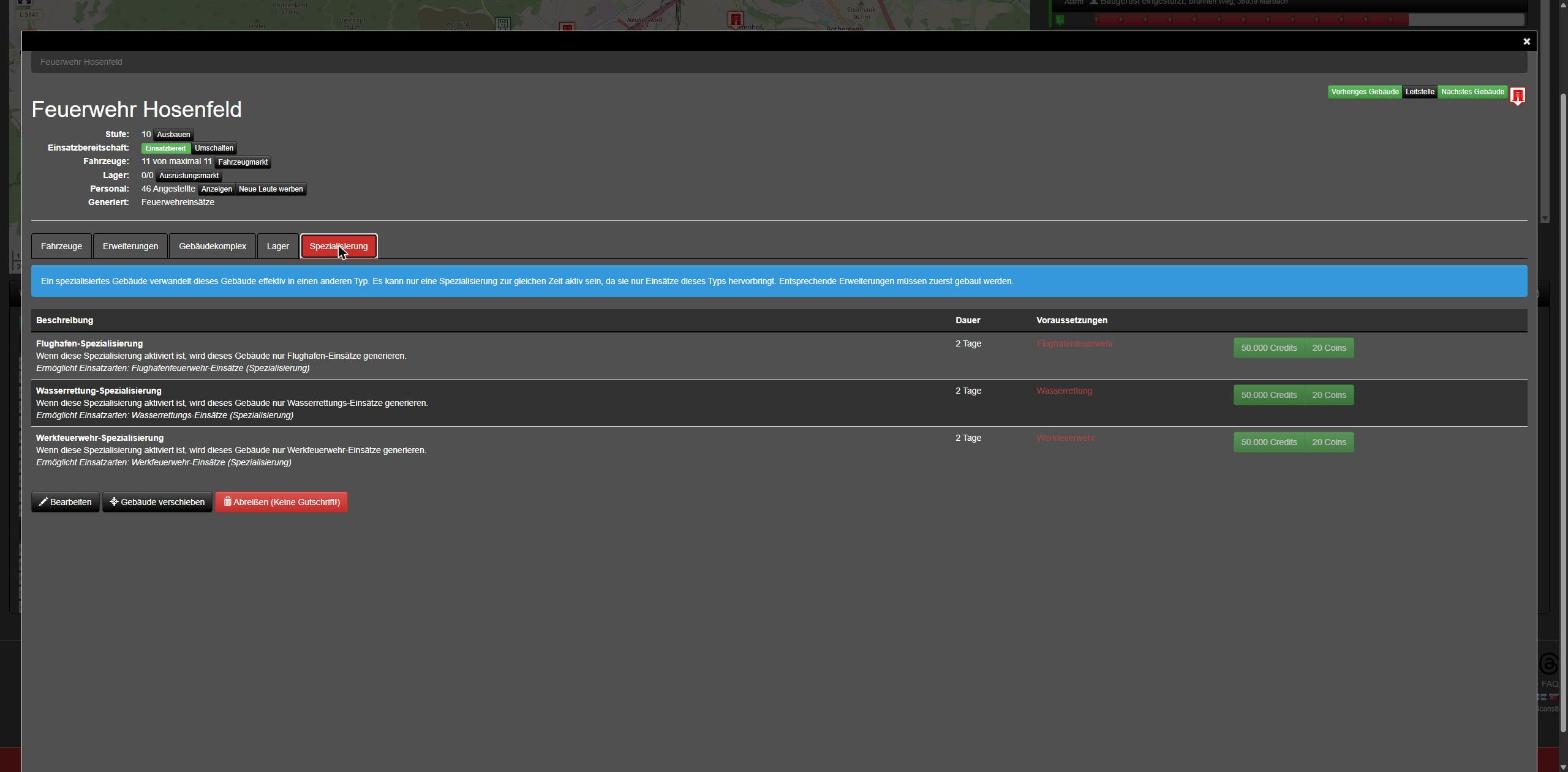 L 3141
Baugerüst eingestürzt, Brunnen Weg,
×
Feuerwehr Hosenfeld
Vorheriges Gebäude Leitstelle Nächstes Gebäude
Feuerwehr Hosenfeld
Stufe: 10 Ausbauen
Einsatzbereitschaft: Einsatzbereit Umschalten
Fahrzeuge: 11 von maximal 11 Fahrzeugmarkt
Lager: 0/0 Ausrüstungsmarkt
Personal: 46 Angestellte Anzeigen Neue Leute werben
Generiert: Feuerwehreinsätze
Fahrzeuge Erweiterungen Gebäudekomplex Lager Spezialisierung
Ein spezialisiertes Gebäude verwandelt dieses Gebäude effektiv in einen anderen Typ. Es kann nur eine Spezialisierung zur gleichen Zeit aktiv sein, da sie nur Einsätze dieses Typs hervorbringt. Entsprechende Erweiterungen müssen zuerst gebaut werden.
Beschreibung Dauer Voraussetzungen
Flughafen-Spezialisierung 2 Tage Flughafenfeuerwehr 50.000 Credits 20 Coins
Wenn diese Spezialisierung aktiviert ist, wird dieses Gebäude nur Flughafen-Einsätze generieren.
Ermöglicht Einsatzarten: Flughafenfeuerwehr-Einsätze (Spezialisierung)
Wasserrettung-Spezialisierung 2 Tage Wasserrettung 50.000 Credits 20 Coins
Wenn diese Spezialisierung aktiviert ist, wird dieses Gebäude nur Wasserrettungs-Einsätze generieren.
Ermöglicht Einsatzarten: Wasserrettungs-Einsätze (Spezialisierung)
Werkfeuerwehr-Spezialisierung 2 Tage Werkfeuerwehr 50.000 Credits 20 Coins
Wenn diese Spezialisierung aktiviert ist, wird dieses Gebäude nur Werkfeuerwehr-Einsätze generieren.
Ermöglicht Einsatzarten: Werkfeuerwehr-Einsätze (Spezialisierung)
Bearbeiten Gebäude verschieben Abreißen (Keine Gutschrift!)
FAQ